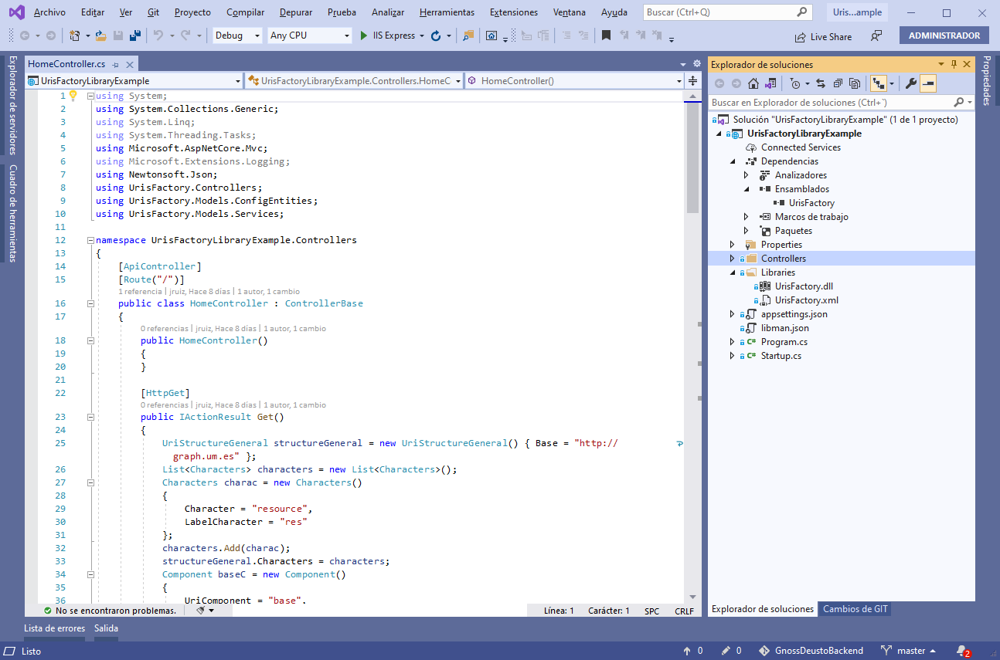 Archivo Editar Ver Git Proyecto Compilar Depurar Prueba Analizar Herramientas Extensiones Ventana Ayuda Buscar (Ctrl+Q) Uris...ample
Debug Any CPU IIS Express Live Share ADMINISTRADOR
Explorador de servidores
Cuadro de herramientas
HomeController.cs
UrisFactoryLibraryExample UrisFactoryLibraryExample.Controllers.HomeC HomeController()
1 using System;
2 using System.Collections.Generic;
3 using System.Linq;
4 using System.Threading.Tasks;
5 using Microsoft.AspNetCore.Mvc;
6 using Microsoft.Extensions.Logging;
7 using Newtonsoft.Json;
8 using UrisFactory.Controllers;
9 using UrisFactory.Models.ConfigEntities;
10 using UrisFactory.Models.Services;
11
12 namespace UrisFactoryLibraryExample.Controllers
13 {
14 [ApiController]
15 [Route("/")]
1 referencia | jruiz, Hace 8 días | 1 autor, 1 cambio
16 public class HomeController : ControllerBase
17 {
0 referencias | jruiz, Hace 8 días | 1 autor, 1 cambio
18 public HomeController()
19 {
20 }
21
22 [HttpGet]
0 referencias | jruiz, Hace 8 días | 1 autor, 1 cambio
23 public IActionResult Get()
24 {
25 UriStructureGeneral structureGeneral = new UriStructureGeneral() { Base = "http://
graph.um.es" };
26 List<Characters> characters = new List<Characters>();
27 Characters charac = new Characters()
28 {
29 Character = "resource",
30 LabelCharacter = "res"
31 };
32 characters.Add(charac);
33 structureGeneral.Characters = characters;
34 Component baseC = new Component()
35 {
36 UriComponent = "base",
No se encontraron problemas. Línea: 1 Carácter: 1 SPC CRLF
Explorador de soluciones
Buscar en Explorador de soluciones (Ctrl+`)
Solución "UrisFactoryLibraryExample" (1 de 1 proyecto)
UrisFactoryLibraryExample
Connected Services
Dependencias
Analizadores
Ensamblados
UrisFactory
Marcos de trabajo
Paquetes
Properties
Controllers
Libraries
UrisFactory.dll
UrisFactory.xml
appsettings.json
libman.json
C# Program.cs
C# Startup.cs
Explorador de soluciones Cambios de GIT
Propiedades
Lista de errores Salida
Listo 0 0 GnossDeustoBackend master 2